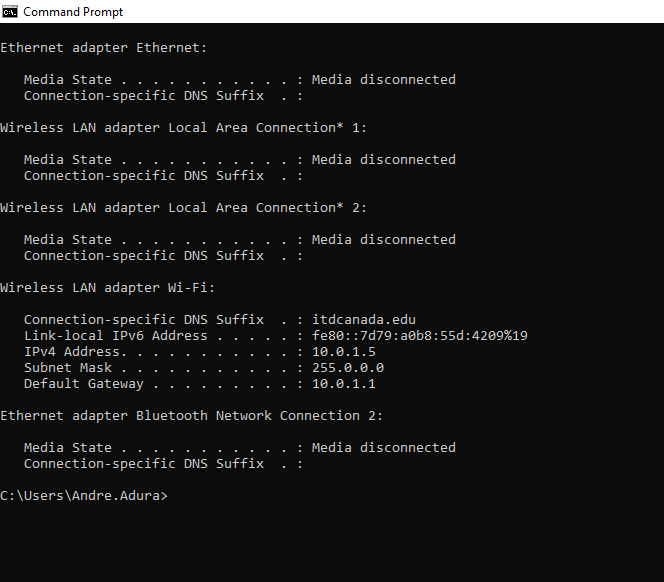 Command Prompt
Ethernet adapter Ethernet:
   Media State . . . . . . . . . . . : Media disconnected
   Connection-specific DNS Suffix  . :
Wireless LAN adapter Local Area Connection* 1:
   Media State . . . . . . . . . . . : Media disconnected
   Connection-specific DNS Suffix  . :
Wireless LAN adapter Local Area Connection* 2:
   Media State . . . . . . . . . . . : Media disconnected
   Connection-specific DNS Suffix  . :
Wireless LAN adapter Wi-Fi:
   Connection-specific DNS Suffix  . : itdcanada.edu
   Link-local IPv6 Address . . . . . : fe80::7d79:a0b8:55d:4209%19
   IPv4 Address. . . . . . . . . . . : 10.0.1.5
   Subnet Mask . . . . . . . . . . . : 255.0.0.0
   Default Gateway . . . . . . . . . : 10.0.1.1
Ethernet adapter Bluetooth Network Connection 2:
   Media State . . . . . . . . . . . : Media disconnected
   Connection-specific DNS Suffix  . :
C:\Users\Andre.Adura>